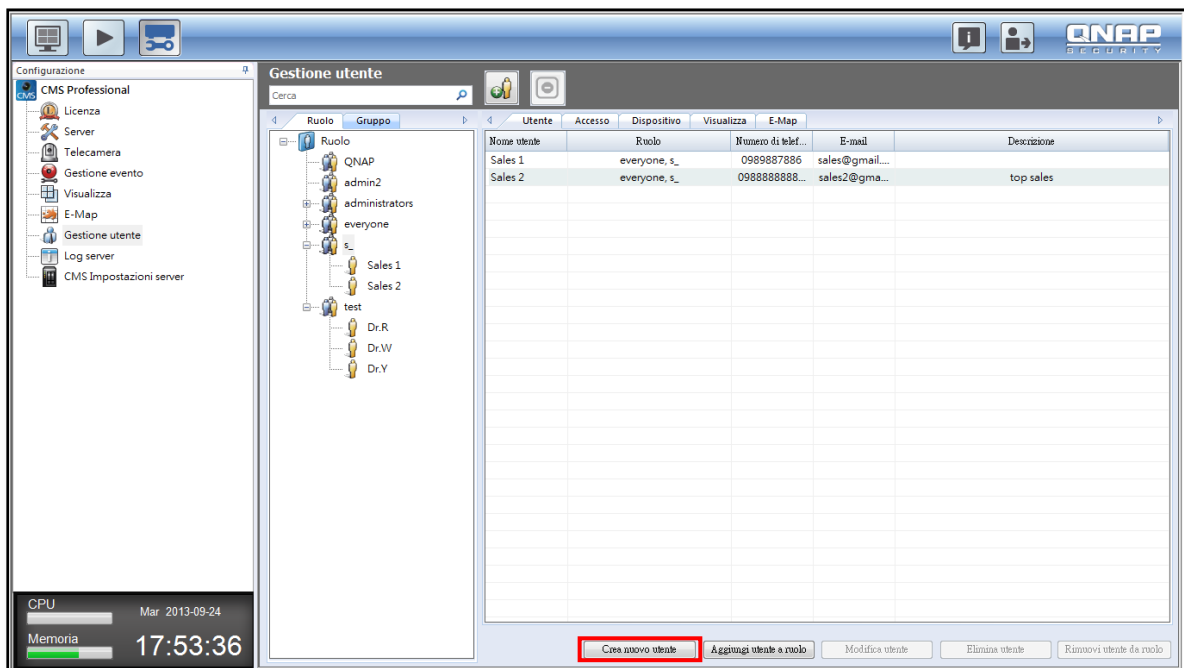 QNAP
SECURITY
Configurazione
CMS
CMS Professional
Licenza
Server
Telecamera
Gestione evento
Visualizza
E-Map
Gestione utente
Log server
CMS Impostazioni server
CPU
Mar 2013-09-24
Memoria
17:53:36
Gestione utente
Cerca
Ruolo Gruppo
Ruolo
QNAP
admin2
administrators
everyone
s_
Sales 1
Sales 2
test
Dr.R
Dr.W
Dr.Y
Utente Accesso Dispositivo Visualizza E-Map
Nome utente Ruolo Numero di telef... E-mail Descrizione
Sales 1 everyone, s_ 0989887886 sales@gmail....
Sales 2 everyone, s_ 0988888888... sales2@gma... top sales
Crea nuovo utente Aggiungi utente a ruolo Modifica utente Elimina utente Rimuovi utente da ruolo